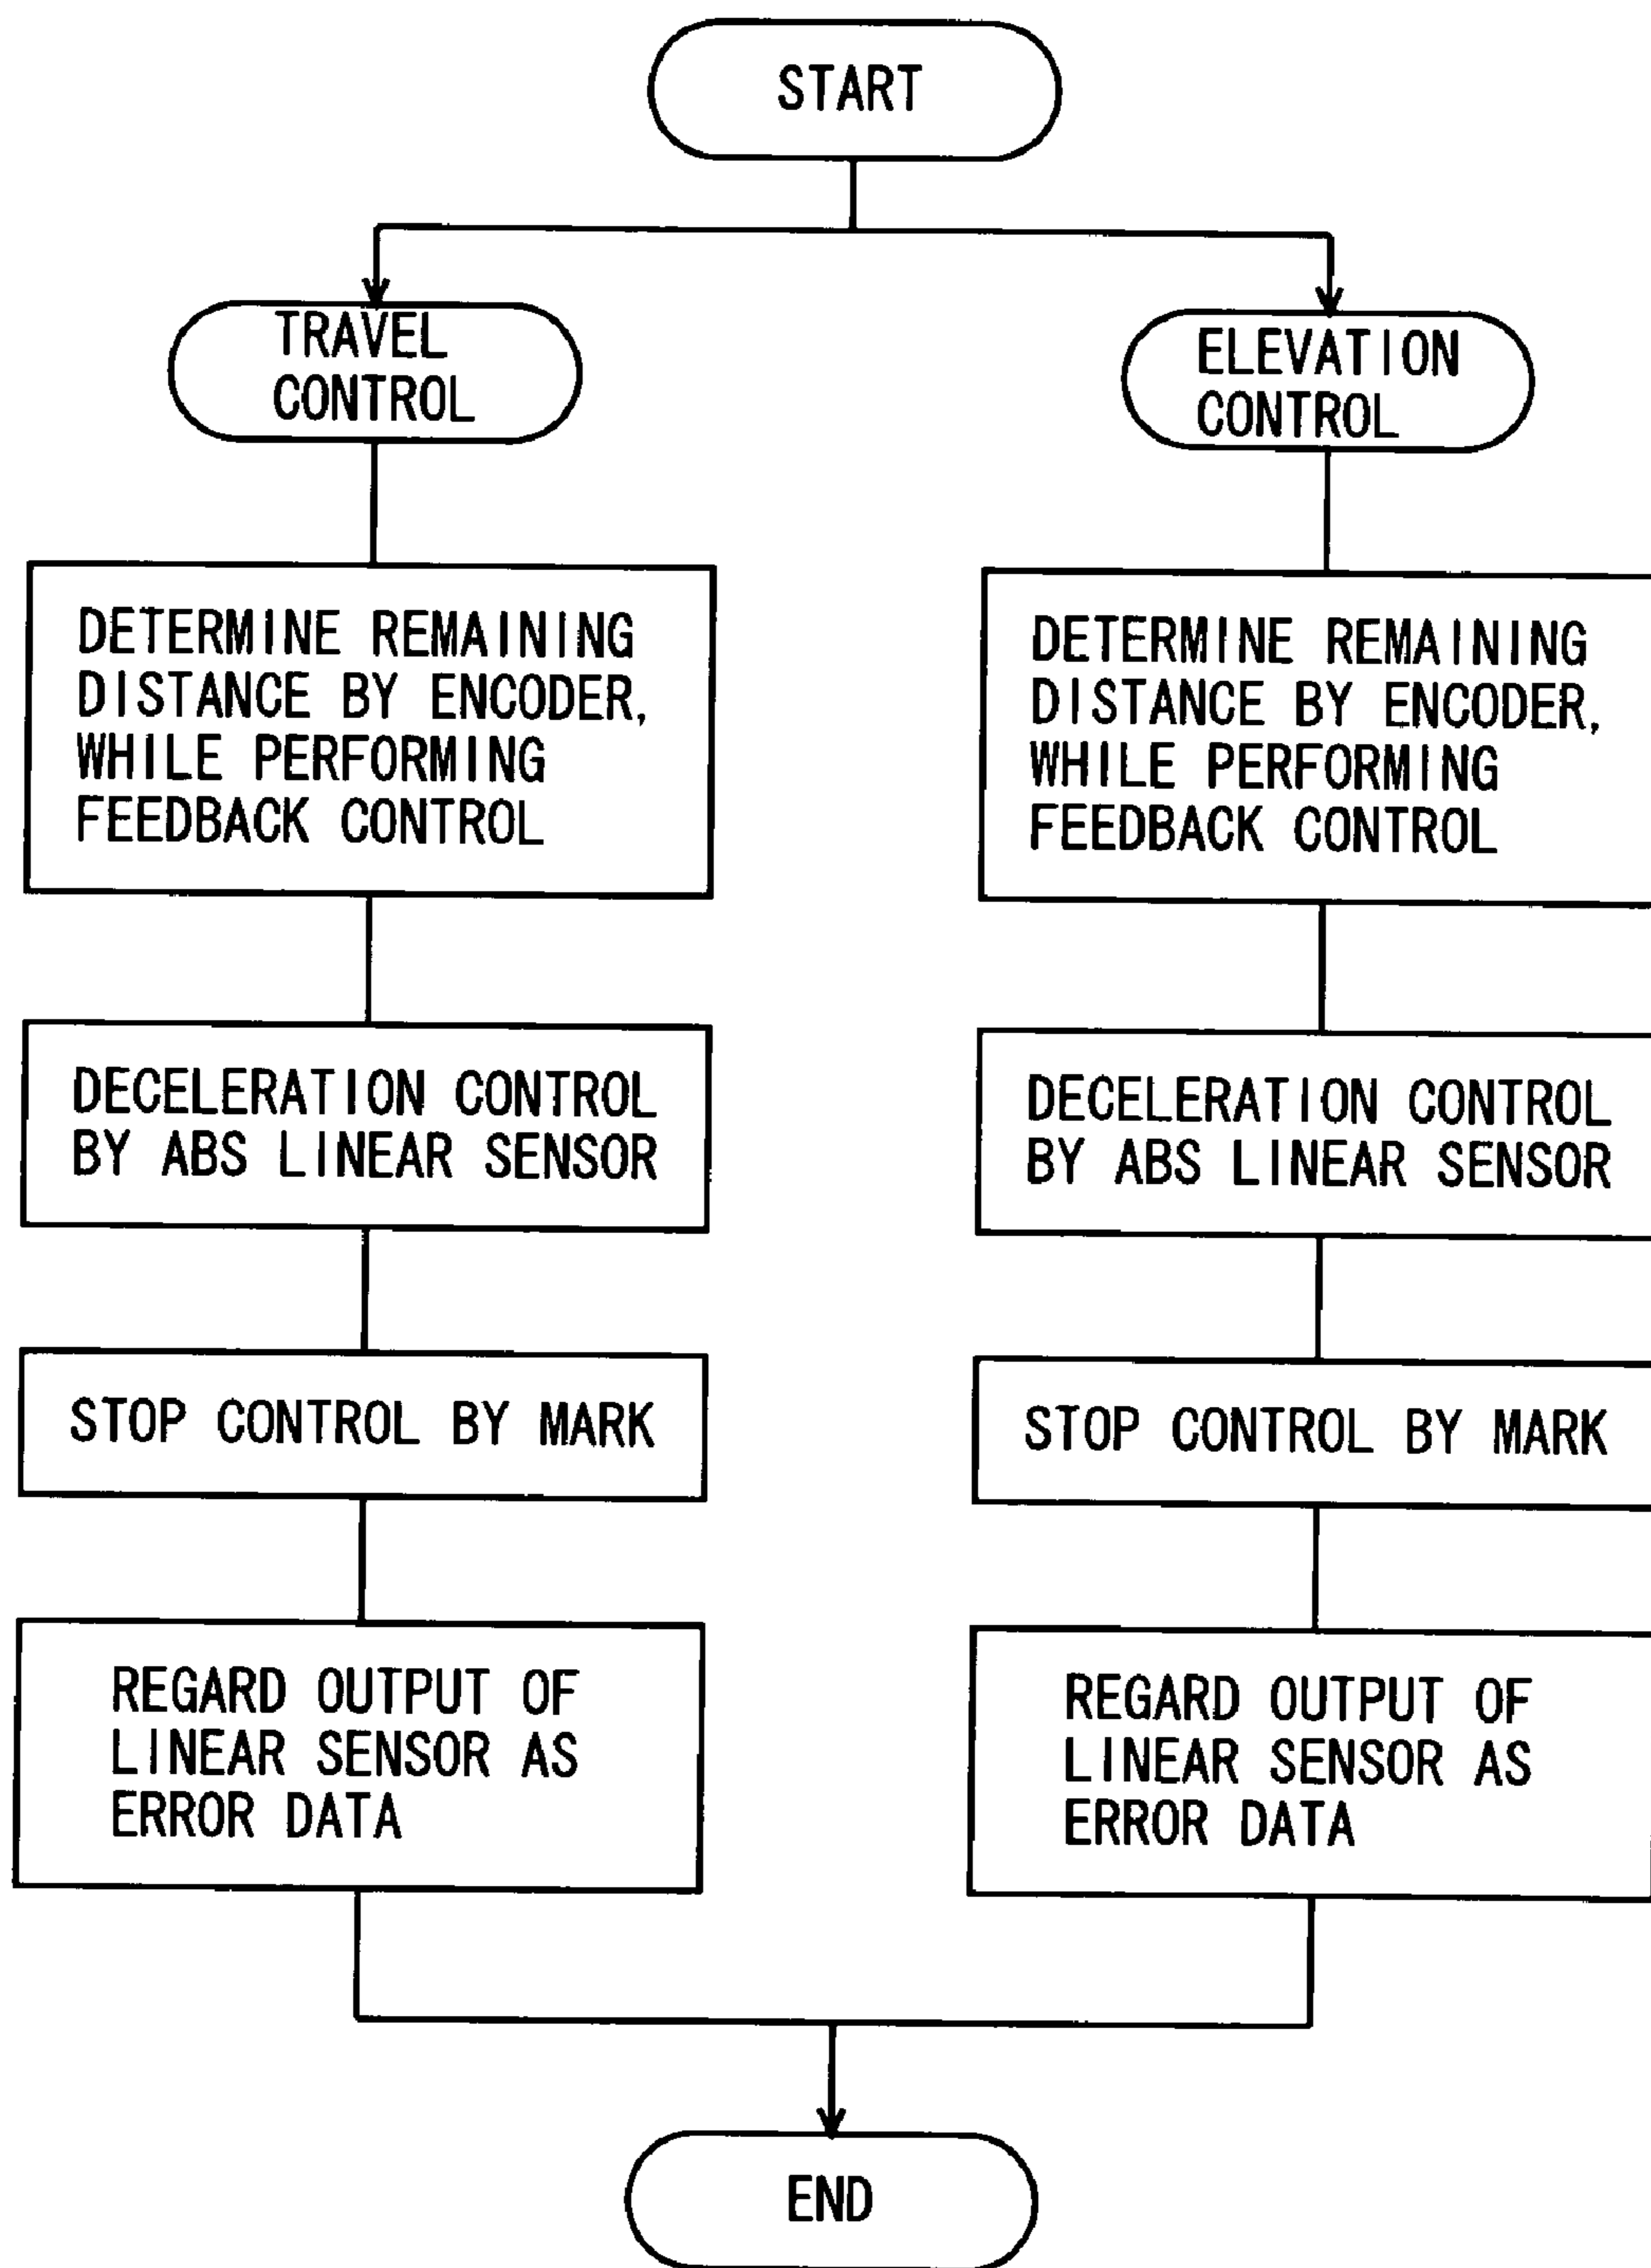 START
TRAVEL
CONTROL
DETERMINE REMAINING
DISTANCE BY ENCODER,
WHILE PERFORMING
FEEDBACK CONTROL
DECELERATION CONTROL
BY ABS LINEAR SENSOR
STOP CONTROL BY MARK
REGARD OUTPUT OF
LINEAR SENSOR AS
ERROR DATA
ELEVATION
CONTROL
DETERMINE REMAINING
DISTANCE BY ENCODER,
WHILE PERFORMING
FEEDBACK CONTROL
DECELERATION CONTROL
BY ABS LINEAR SENSOR
STOP CONTROL BY MARK
REGARD OUTPUT OF
LINEAR SENSOR AS
ERROR DATA
END